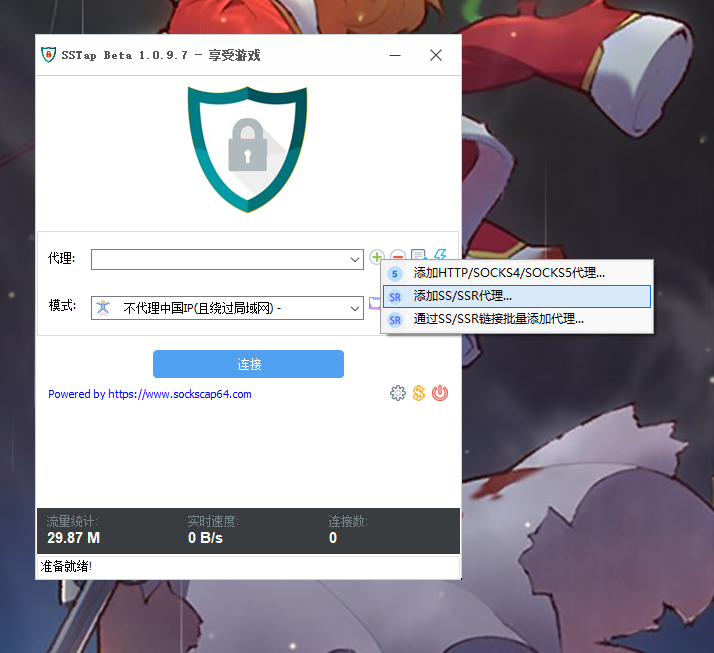 SSTap Beta 1.0.9.7 - 享受游戏
代理:
5 添加HTTP/SOCKS4/SOCKS5代理...
SR 添加SS/SSR代理...
模式: 不代理中国IP(且绕过局域网) -
SR 通过SS/SSR链接批量添加代理...
连接
Powered by https://www.sockscap64.com
流量统计: 实时速度: 连接数:
29.87 M 0 B/s 0
准备就绪!